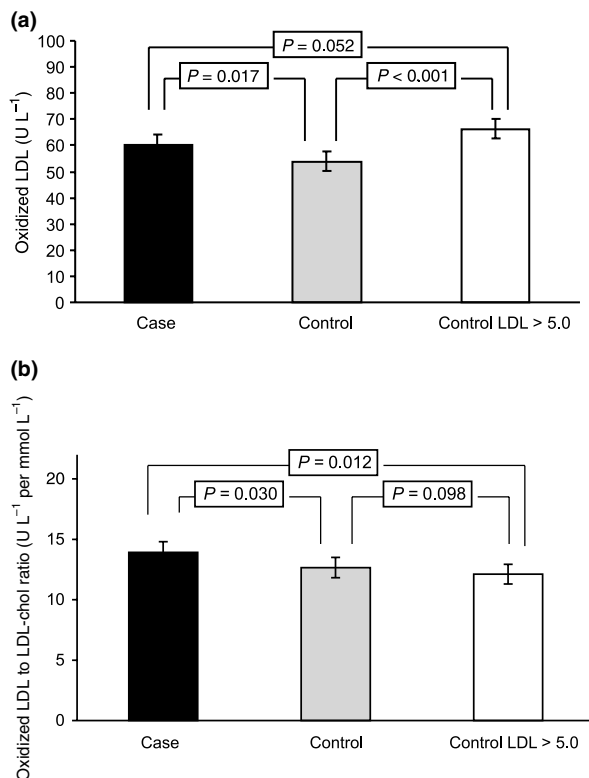 (a)
Oxidized LDL (U L⁻¹)
100
90
80
70
60
50
40
30
20
10
0
P = 0.052
P = 0.017
P < 0.001
Case
Control
Control LDL > 5.0
(b)
Oxidized LDL to LDL-chol ratio (U L⁻¹ per mmol L⁻¹)
20
15
10
5
0
P = 0.012
P = 0.030
P = 0.098
Case
Control
Control LDL > 5.0